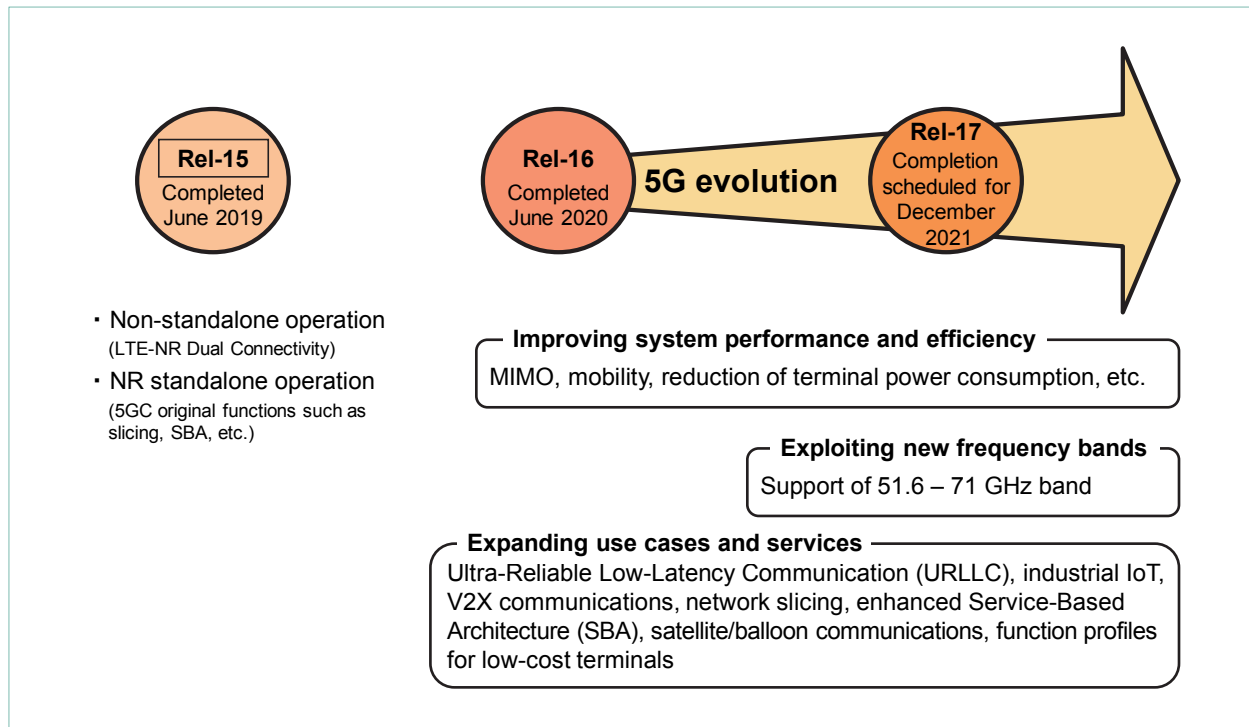 Rel-15
Completed
June 2019
Rel-16
Completed
June 2020
5G evolution
Rel-17
Completion
scheduled for
December
2021
・Non-standalone operation
(LTE-NR Dual Connectivity)
・NR standalone operation
(5GC original functions such as
slicing, SBA, etc.)
Improving system performance and efficiency
MIMO, mobility, reduction of terminal power consumption, etc.
Exploiting new frequency bands
Support of 51.6 – 71 GHz band
Expanding use cases and services
Ultra-Reliable Low-Latency Communication (URLLC), industrial IoT,
V2X communications, network slicing, enhanced Service-Based
Architecture (SBA), satellite/balloon communications, function profiles
for low-cost terminals